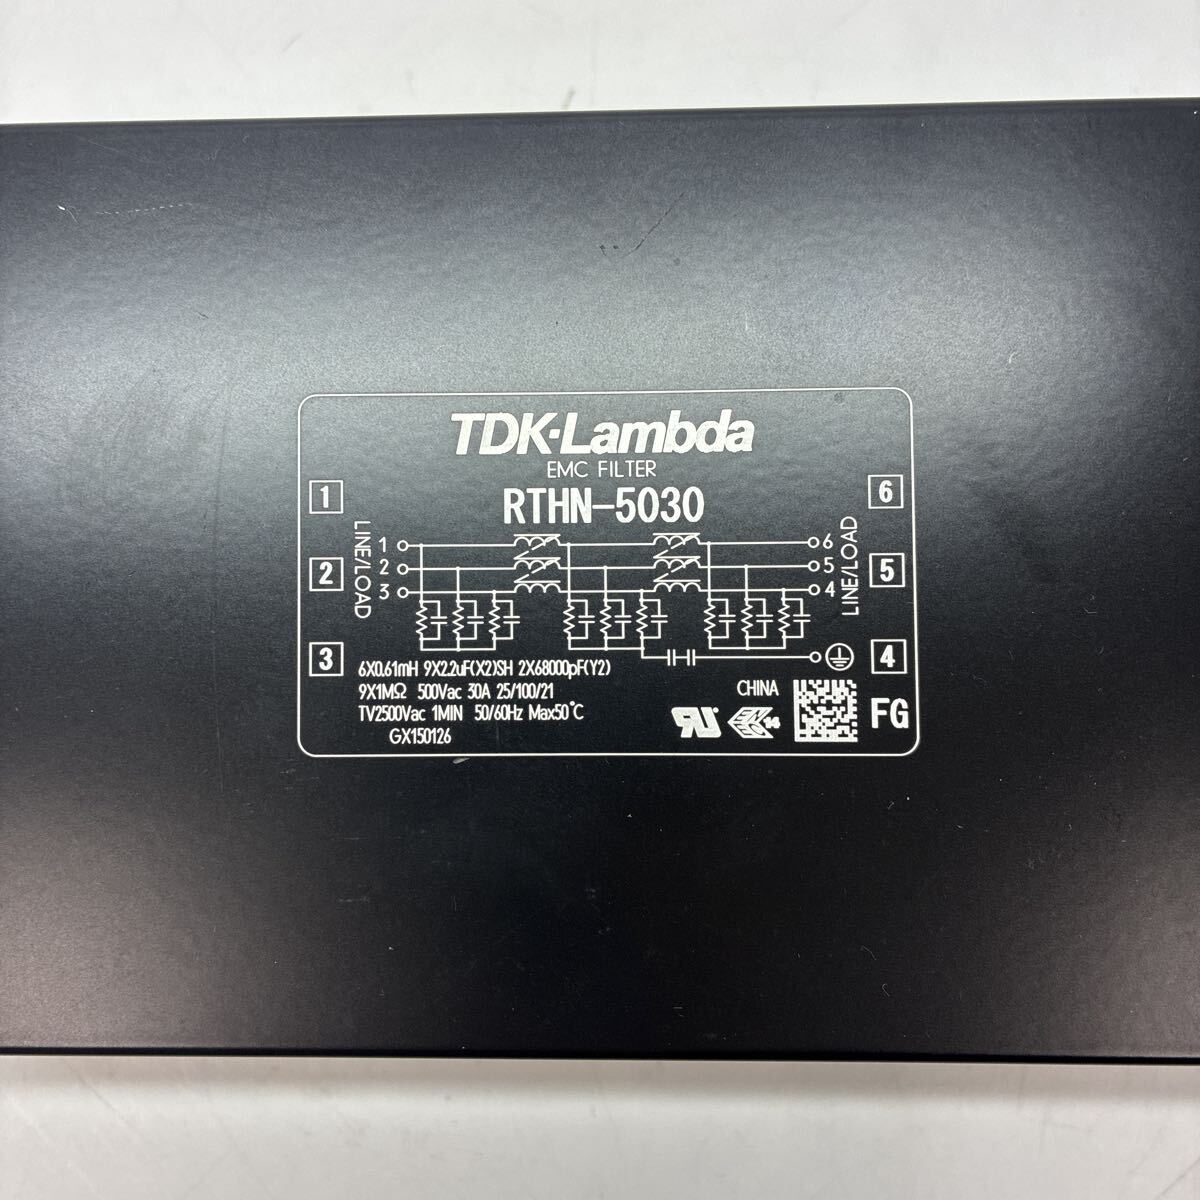 TDK·Lambda
EMC FILTER
RTHN-5030
1
2
3
LINE/LOAD
1
2
3
6
5
4
LINE/LOAD
6
5
4
FG
6X0.61mH 9X2.2uF(X2)SH 2X68000pF(Y2)
9X1MΩ 500Vac 30A 25/100/21
TV2500Vac 1MIN 50/60Hz Max50°C
GX150126
CHINA
14